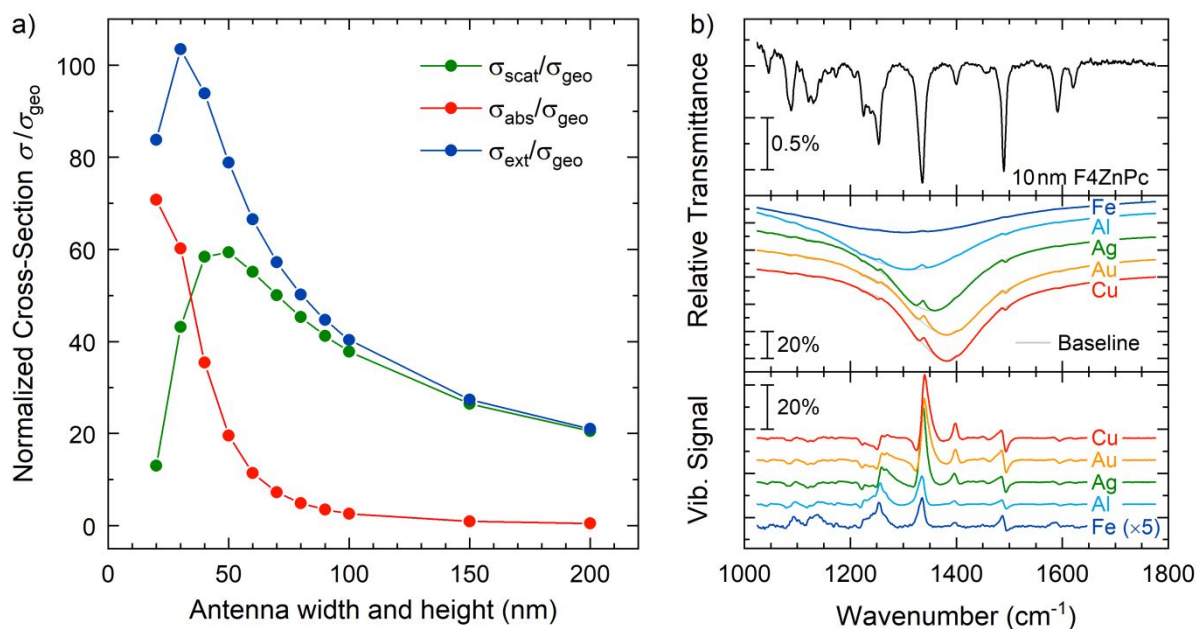 a)
Normalized Cross-Section σ/σgeo
100
80
60
40
20
0
σscat/σgeo
σabs/σgeo
σext/σgeo
0 50 100 150 200
Antenna width and height (nm)
b)
Relative Transmittance
Vib. Signal
0.5%
10 nm F4ZnPc
Fe
Al
Ag
Au
Cu
20%
Baseline
20%
Cu
Au
Ag
Al
Fe (×5)
1000 1200 1400 1600 1800
Wavenumber (cm⁻¹)